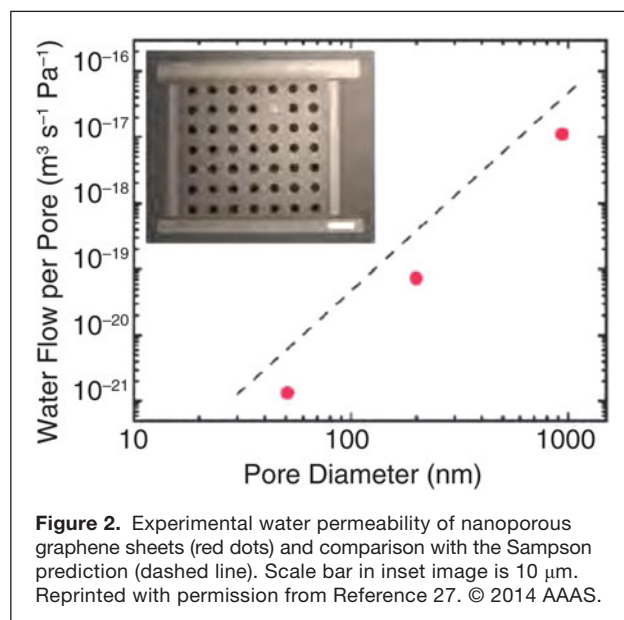 10⁻¹⁶
10⁻¹⁷
10⁻¹⁸
10⁻¹⁹
10⁻²⁰
10⁻²¹
Water Flow per Pore (m³ s⁻¹ Pa⁻¹)
10 100 1000
Pore Diameter (nm)
Figure 2. Experimental water permeability of nanoporous
graphene sheets (red dots) and comparison with the Sampson
prediction (dashed line). Scale bar in inset image is 10 μm.
Reprinted with permission from Reference 27. © 2014 AAAS.